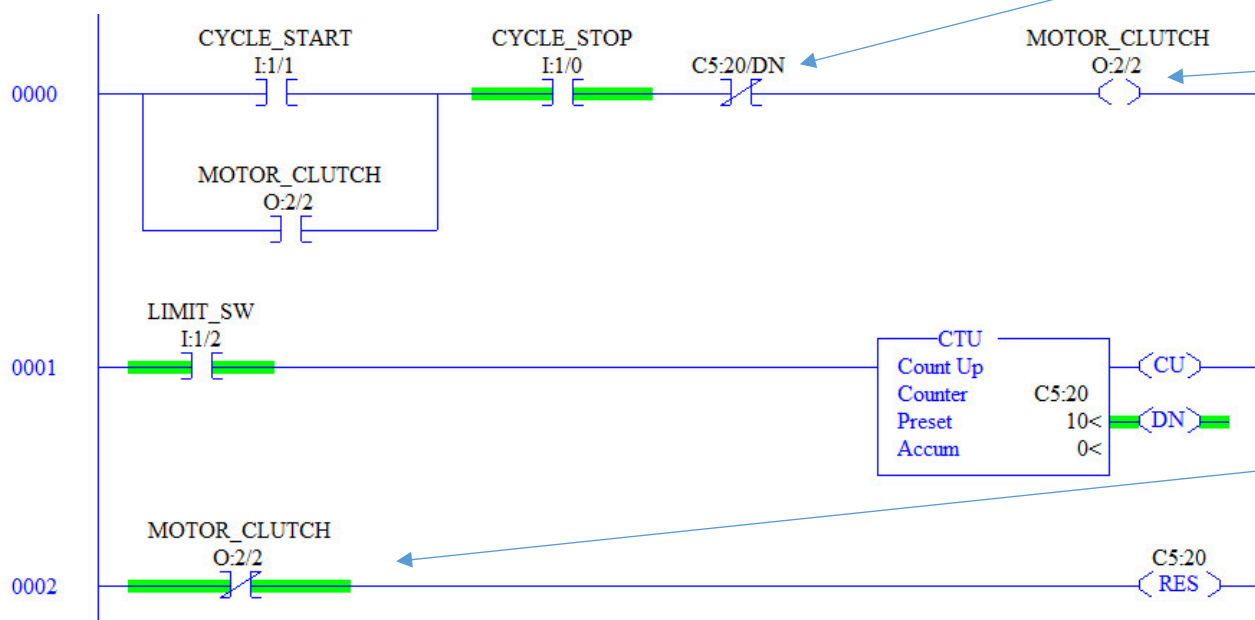 CYCLE_START CYCLE_STOP MOTOR_CLUTCH
I:1/1 I:1/0 C5:20/DN O:2/2
0000
MOTOR_CLUTCH
O:2/2
LIMIT_SW
I:1/2 CTU
0001 Count Up CU
Counter C5:20
Preset 10< DN
Accum 0<
MOTOR_CLUTCH
O:2/2 C5:20
0002 RES